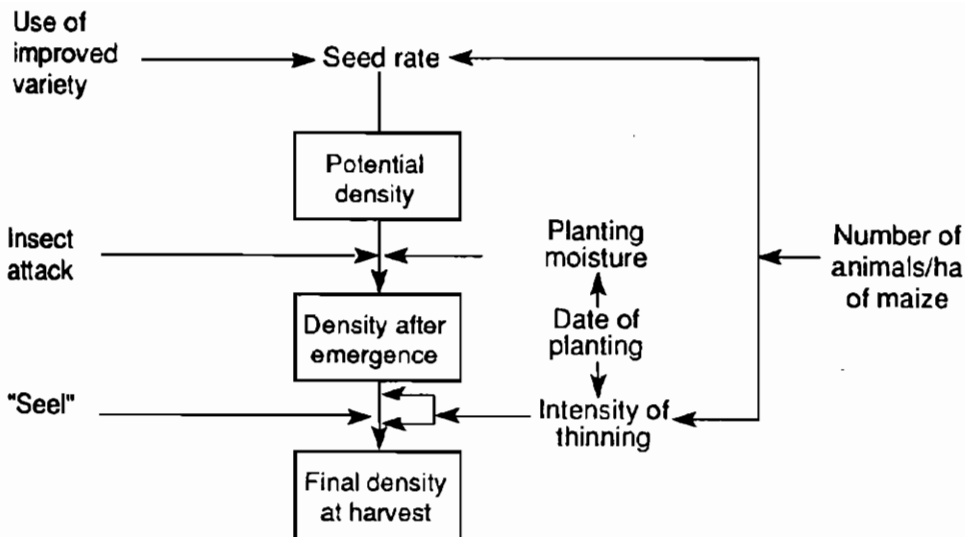 Use of
improved
variety
Seed rate
Potential
density
Insect
attack
Planting
moisture
Number of
animals/ha
of maize
Density after
emergence
Date of
planting
"Seel"
Intensity of
thinning
Final density
at harvest